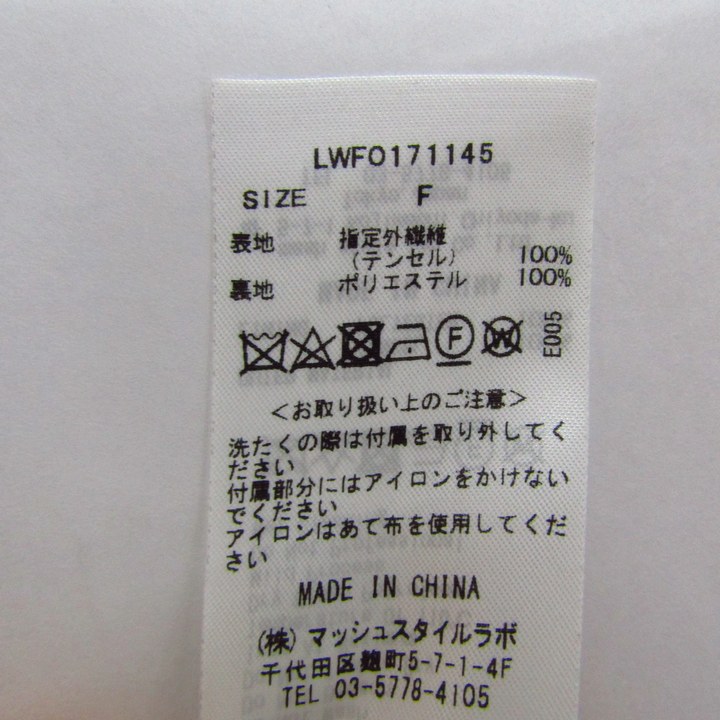 LWFO171145
SIZE F
表地 指定外繊維
(テンセル) 100%
裏地 ポリエステル 100%
F W E005
<お取り扱い上のご注意>
洗たくの際は付属を取り外してく
ださい
付属部分にはアイロンをかけない
でください
アイロンはあて布を使用してくだ
さい
MADE IN CHINA
(株)マッシュスタイルラボ
千代田区麹町5-7-1-4F
TEL 03-5778-4105